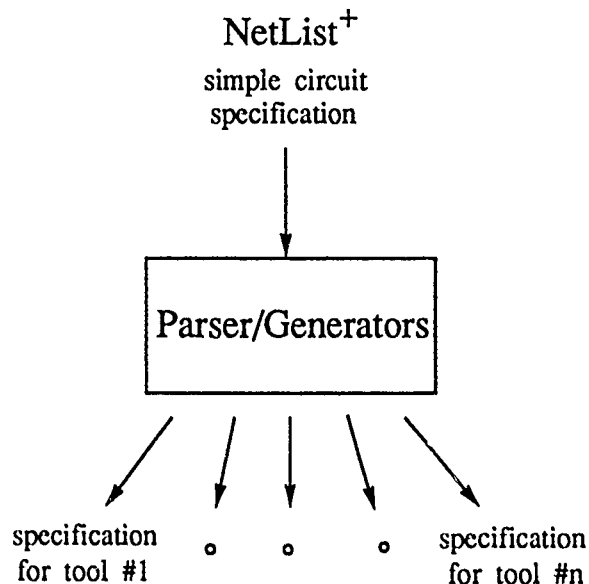 NetList+
simple circuit
specification
Parser/Generators
specification
for tool #1
specification
for tool #n